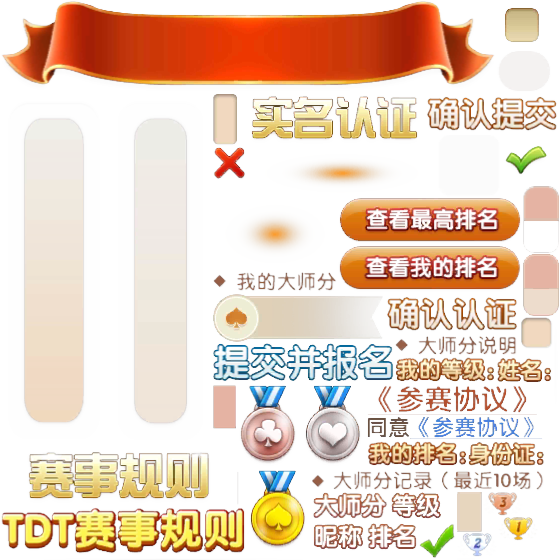 实名认证
确认提交
查看最高排名
查看我的排名
我的大师分
确认认证
大师分说明
提交并报名
我的等级:
姓名:
《参赛协议》
同意《参赛协议》
我的排名:
身份证:
赛事规则
大师分记录（最近10场）
TDT赛事规则
大师分 等级
昵称 排名
3
1
2